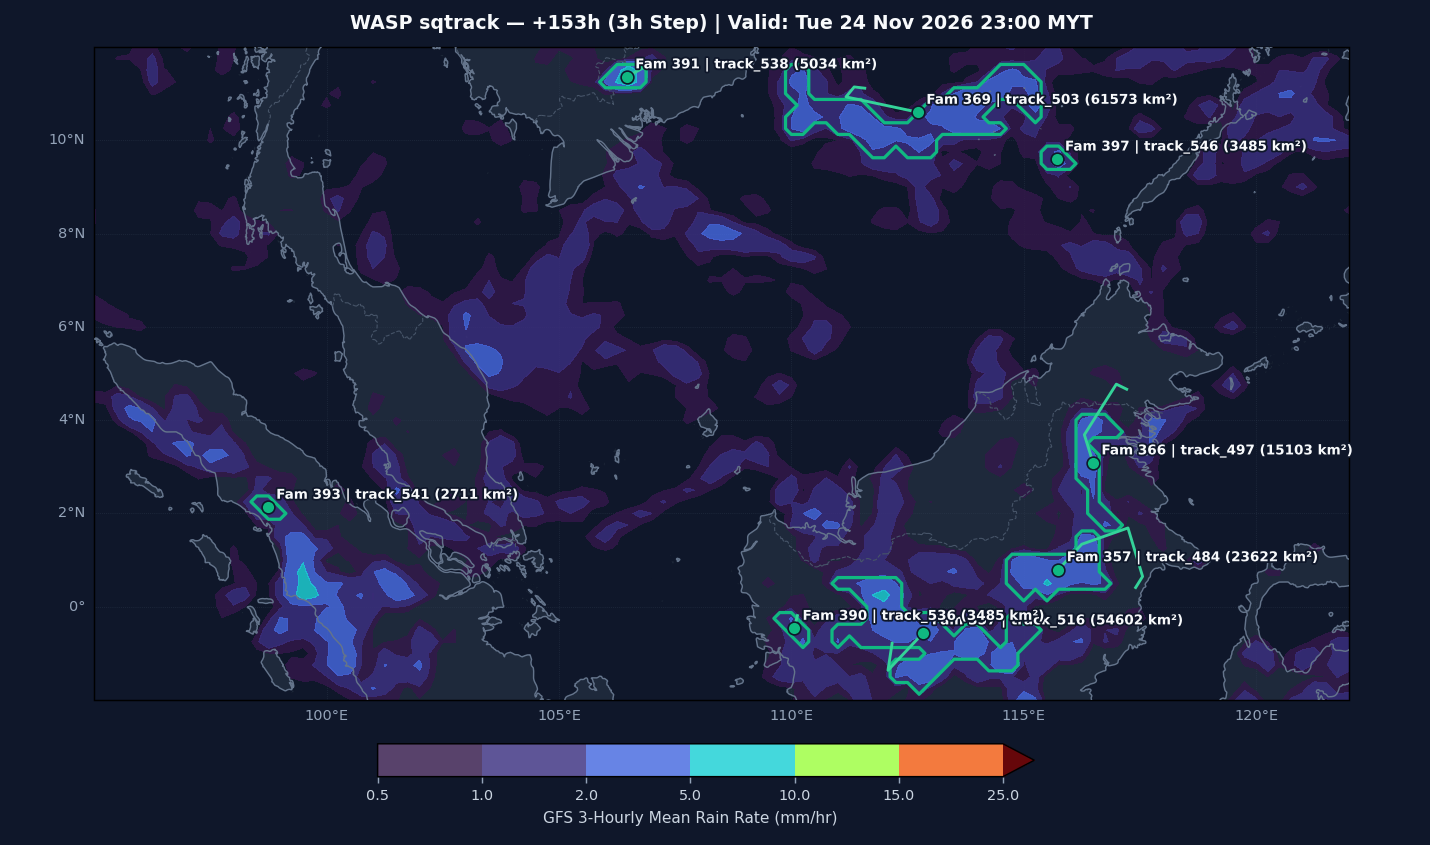 WASP sqtrack — +153h (3h Step) | Valid: Tue 24 Nov 2026 23:00 MYT
Fam 391 | track_538 (5034 km²)
Fam 369 | track_503 (61573 km²)
Fam 397 | track_546 (3485 km²)
Fam 366 | track_497 (15103 km²)
Fam 393 | track_541 (2711 km²)
Fam 357 | track_484 (23622 km²)
Fam 390 | track_536 (3485 km²)
track_516 (54602 km²)
10°N
8°N
6°N
4°N
2°N
0°
100°E 105°E 110°E 115°E 120°E
0.5 1.0 2.0 5.0 10.0 15.0 25.0
GFS 3-Hourly Mean Rain Rate (mm/hr)